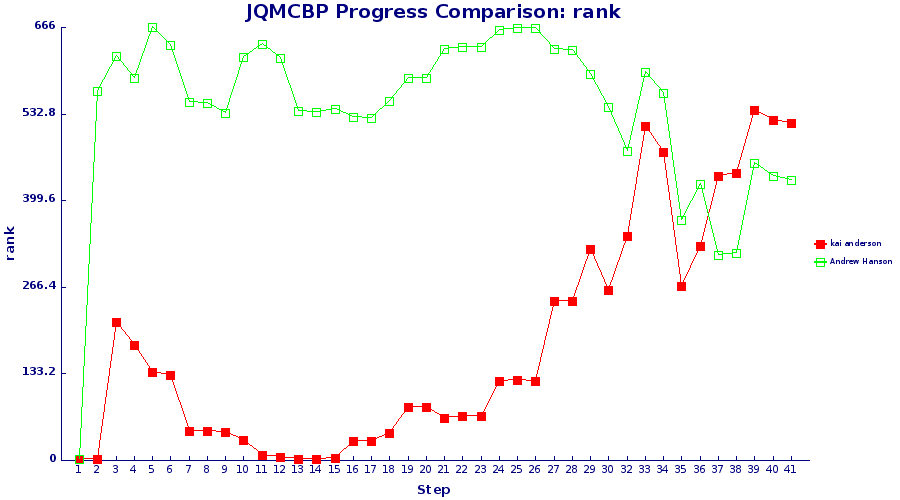 JQMCBP Progress Comparison: rank
666
532.8
399.6
266.4
133.2
0
rank
1 2 3 4 5 6 7 8 9 10 11 12 13 14 15 16 17 18 19 20 21 22 23 24 25 26 27 28 29 30 32 33 34 35 36 37 38 39 40 41
Step
kai anderson
Andrew Hanson